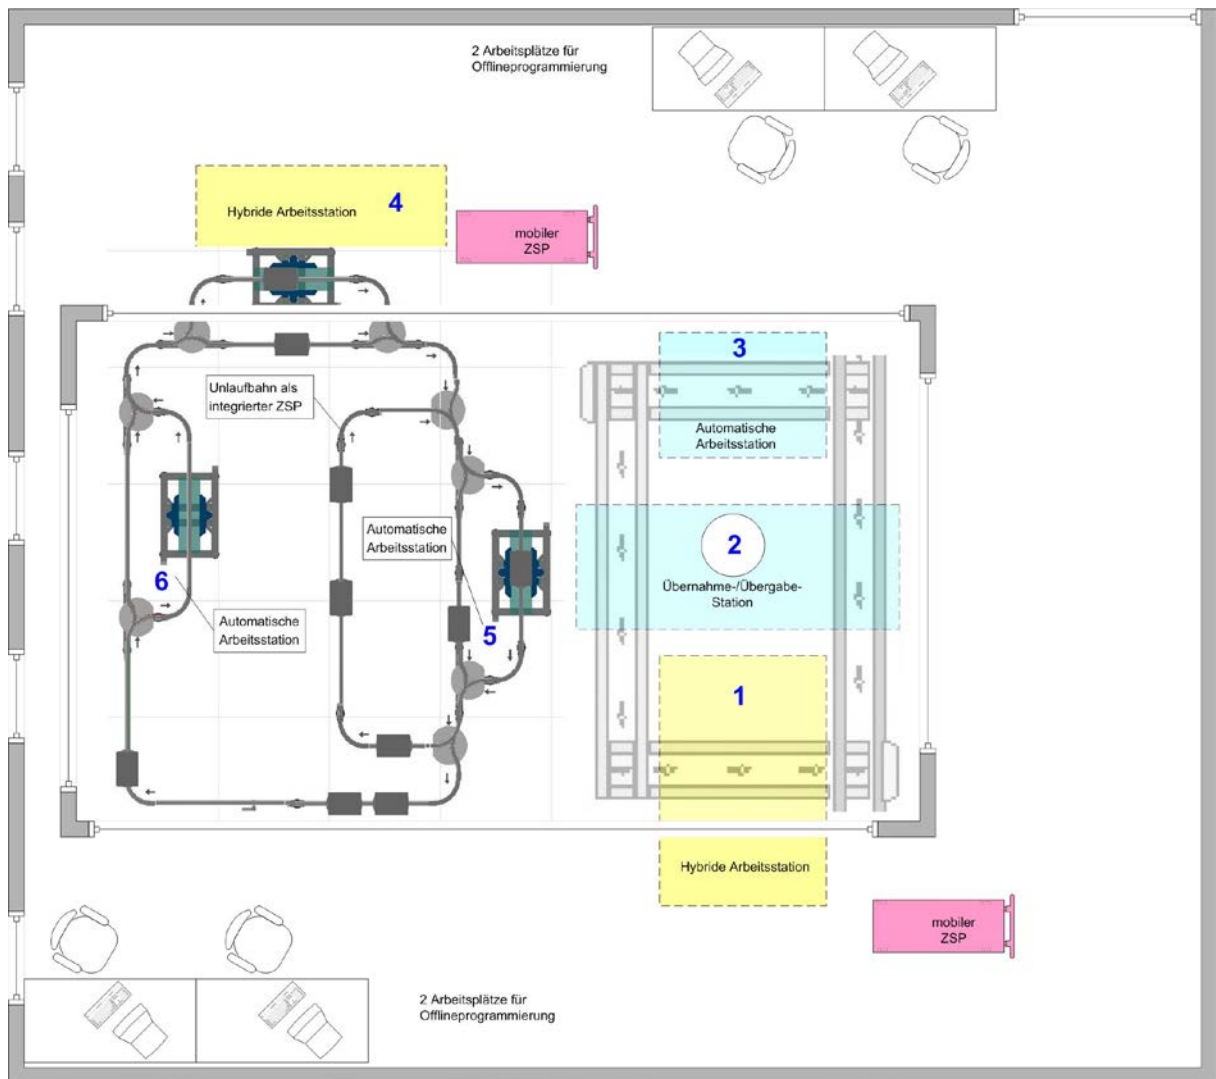 2 Arbeitsplätze für
Offlineprogrammierung
Hybride Arbeitsstation
4
mobiler
ZSP
3
Automatische
Arbeitsstation
Unlaufbahn als
integrierter ZSP
Automatische
Arbeitsstation
5
2
Übernahme-/Übergabe-
Station
6
Automatische
Arbeitsstation
1
Hybride Arbeitsstation
mobiler
ZSP
2 Arbeitsplätze für
Offlineprogrammierung